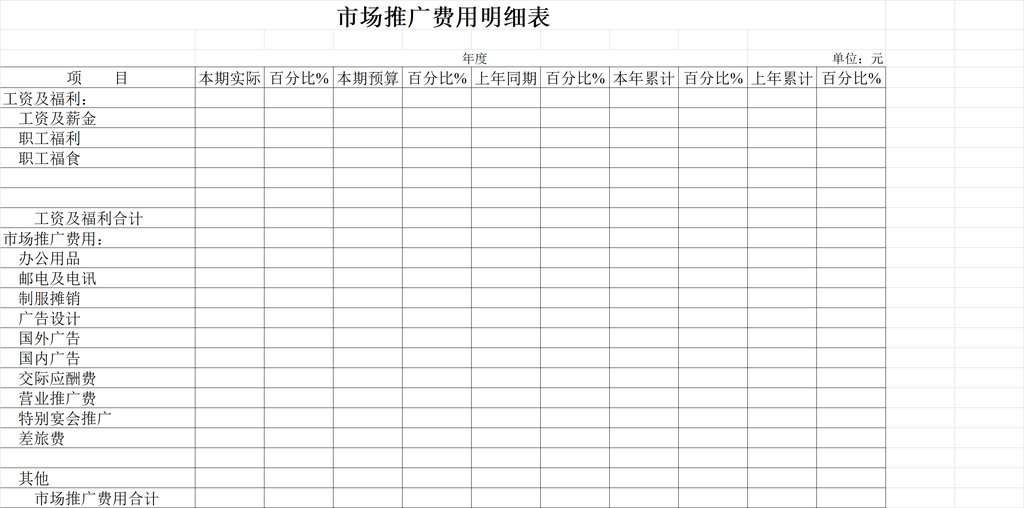 市场推广费用明细表
年度 单位：元
项 目 本期实际 百分比% 本期预算 百分比% 上年同期 百分比% 本年累计 百分比% 上年累计 百分比%
工资及福利：
工资及薪金
职工福利
职工福食
工资及福利合计
市场推广费用：
办公用品
邮电及电讯
制服摊销
广告设计
国外广告
国内广告
交际应酬费
营业推广费
特别宴会推广
差旅费
其他
市场推广费用合计